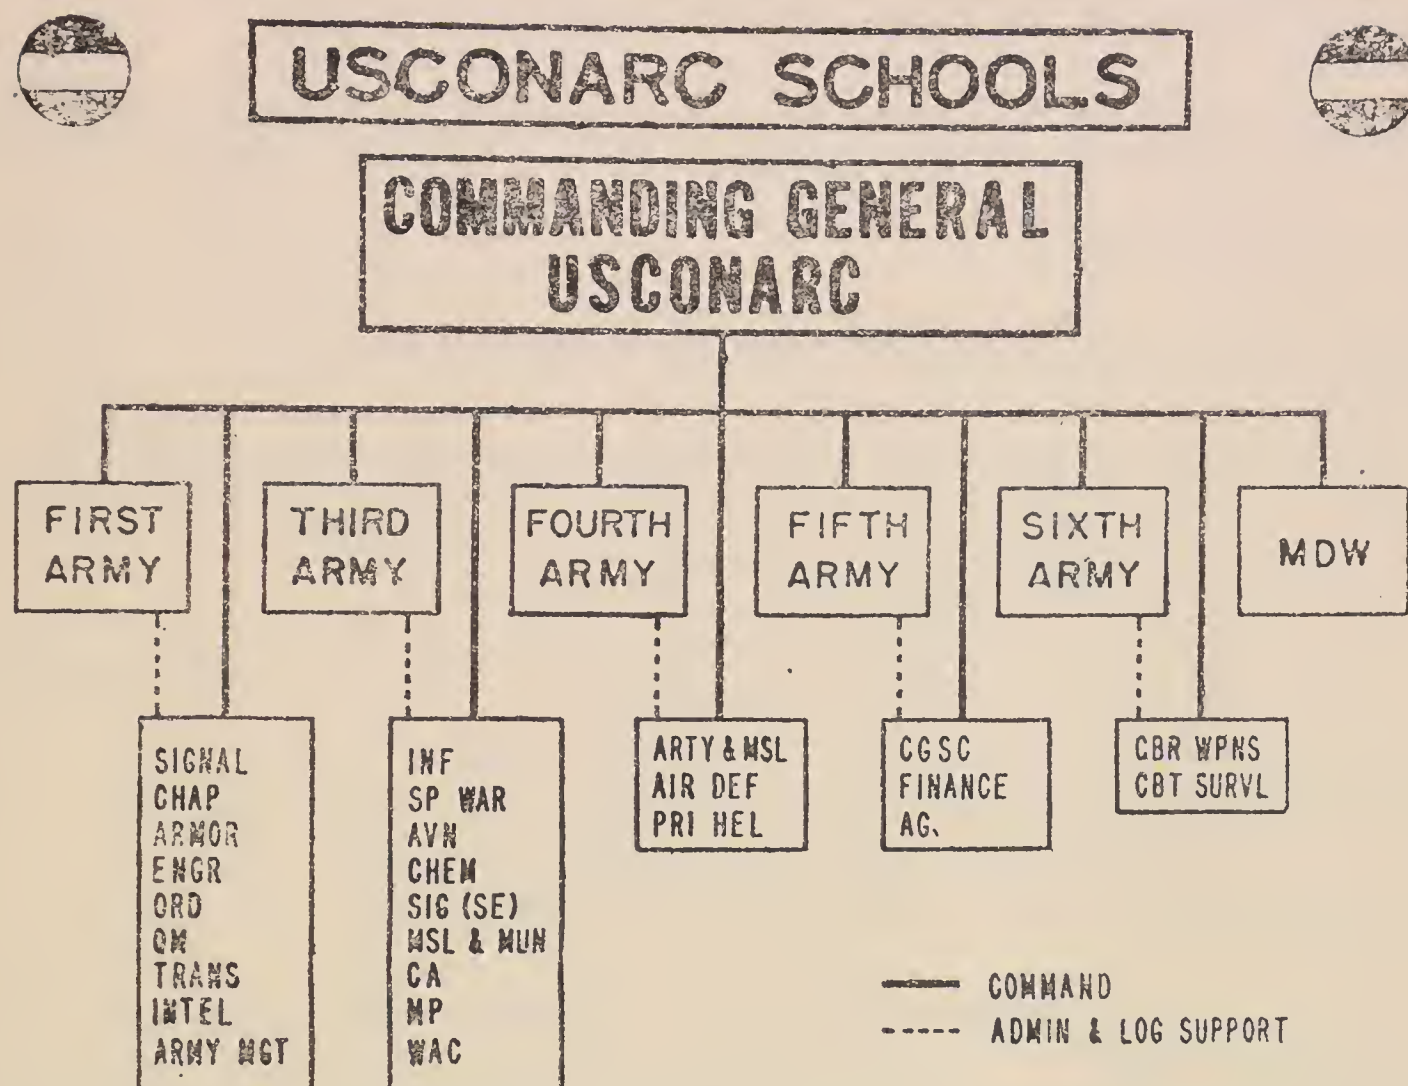 USCONARC SCHOOLS
COMMANDING GENERAL
USCONARC
FIRST
ARMY
THIRD
ARMY
FOURTH
ARMY
FIFTH
ARMY
SIXTH
ARMY
MDW
SIGNAL
CHAP
ARMOR
ENGR
ORD
QM
TRANS
INTEL
ARMY MGT
INF
SP WAR
AVN
CHEM
SIG (SE)
MSL & MUN
CA
MP
WAC
ARTY & MSL
AIR DEF
PRI HEL
CGSC
FINANCE
AG.
CBR WPNS
CBT SURVL
COMMAND
ADMIN & LOG SUPPORT